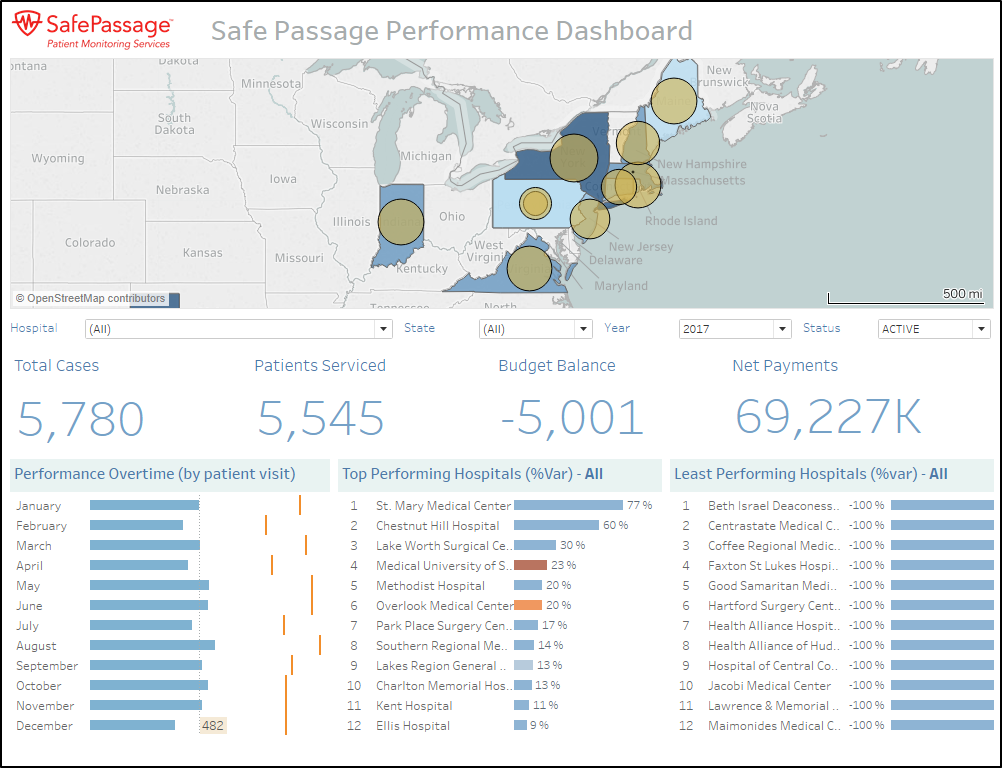 SafePassage™
Patient Monitoring Services
Safe Passage Performance Dashboard
ontana
Dakota
Minnesota
New
Brunswick
Nova
Scotia
South
Dakota
Wisconsin
Vermont
Wyoming
Michigan
New Hampshire
Massachusetts
Iowa
Nebraska
Illinois
Ohio
Rhode Island
Colorado
Kansas
Missouri
West
Virginia
New Jersey
Delaware
Kentucky
Maryland
Tennessee
North
© OpenStreetMap contributors
500 mi
Hospital (All) State (All) Year 2017 Status ACTIVE
Total Cases Patients Serviced Budget Balance Net Payments
5,780 5,545 -5,001 69,227K
Performance Overtime (by patient visit)
January
February
March
April
May
June
July
August
September
October
November
December 482
Top Performing Hospitals (%Var) - All
1 St. Mary Medical Center 77 %
2 Chestnut Hill Hospital 60 %
3 Lake Worth Surgical Ce.. 30 %
4 Medical University of S.. 23 %
5 Methodist Hospital 20 %
6 Overlook Medical Center 20 %
7 Park Place Surgery Cen.. 17 %
8 Southern Regional Me.. 14 %
9 Lakes Region General .. 13 %
10 Charlton Memorial Hos.. 13 %
11 Kent Hospital 11 %
12 Ellis Hospital 9 %
Least Performing Hospitals (%var) - All
1 Beth Israel Deaconess.. -100 %
2 Centrastate Medical C.. -100 %
3 Coffee Regional Medic.. -100 %
4 Faxton St Lukes Hospi.. -100 %
5 Good Samaritan Medi.. -100 %
6 Hartford Surgery Cent.. -100 %
7 Health Alliance Hospit.. -100 %
8 Health Alliance of Hud.. -100 %
9 Hospital of Central Co.. -100 %
10 Jacobi Medical Center -100 %
11 Lawrence & Memorial .. -100 %
12 Maimonides Medical C.. -100 %